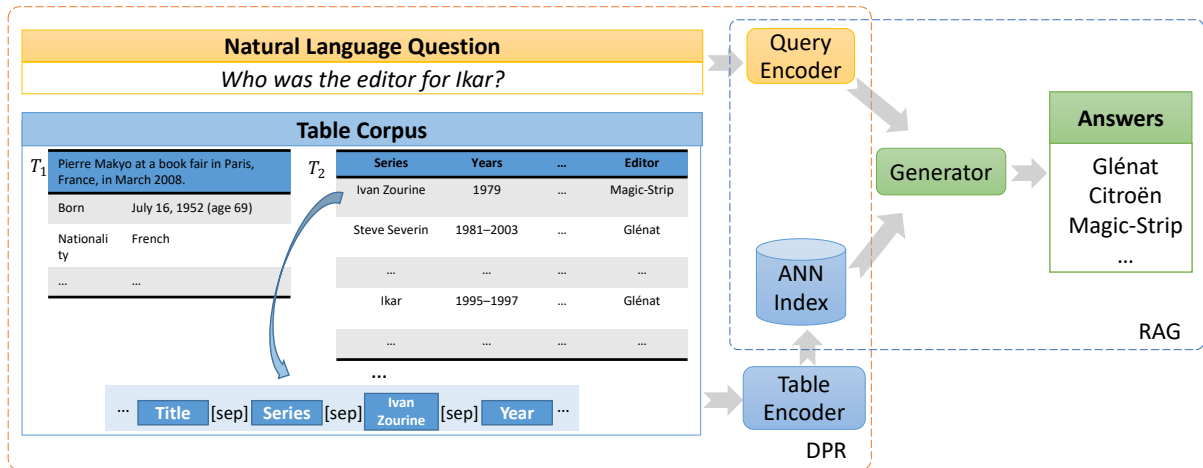 Natural Language Question
Who was the editor for Ikar?
Table Corpus
T1
Pierre Makyo at a book fair in Paris,
France, in March 2008.
Born July 16, 1952 (age 69)
Nationali
ty
French
... ...
T2
Series Years ... Editor
Ivan Zourine 1979 ... Magic-Strip
Steve Severin 1981–2003 ... Glénat
... ... ... ...
Ikar 1995–1997 ... Glénat
... ... ... ...
...
... Title [sep] Series [sep] Ivan Zourine [sep] Year ...
Query
Encoder
ANN
Index
Table
Encoder
DPR
Generator
Answers
Glénat
Citroën
Magic-Strip
...
RAG